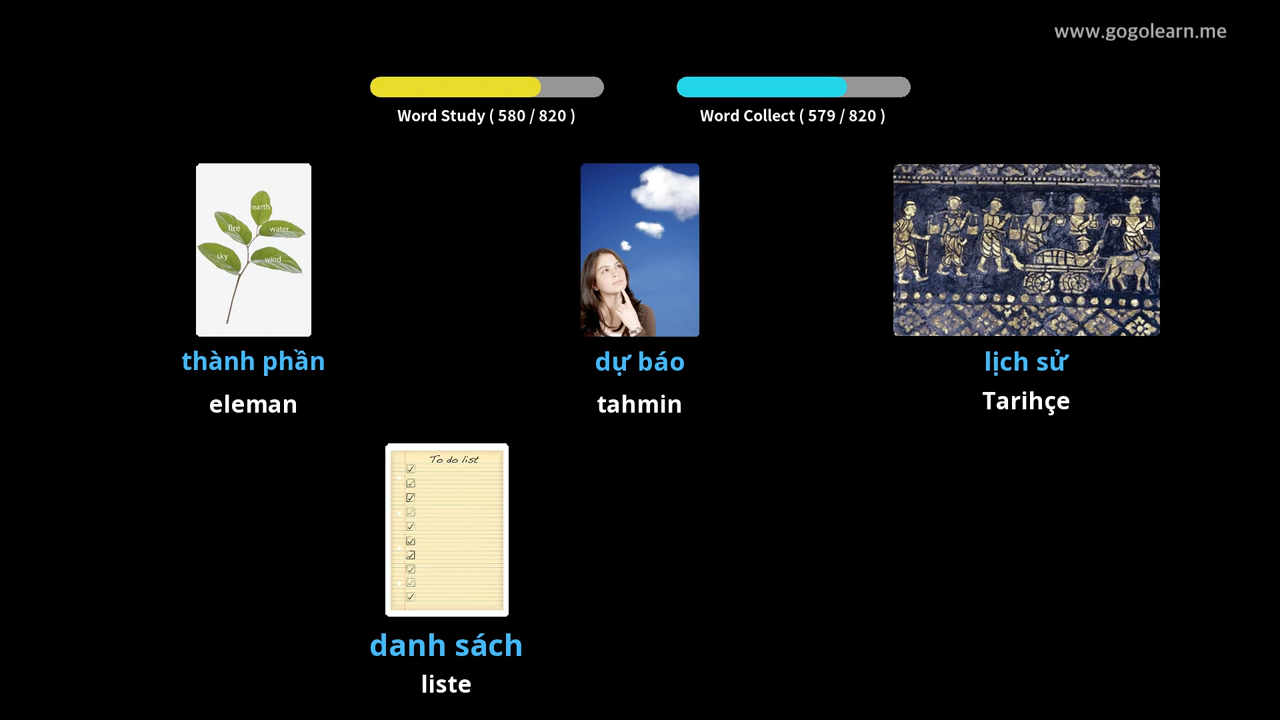 www.gogolearn.me
Word Study ( 580 / 820 )
Word Collect ( 579 / 820 )
earth
fire
water
sky
wind
thành phần
eleman
dự báo
tahmin
lịch sử
Tarihçe
To do list
danh sách
liste